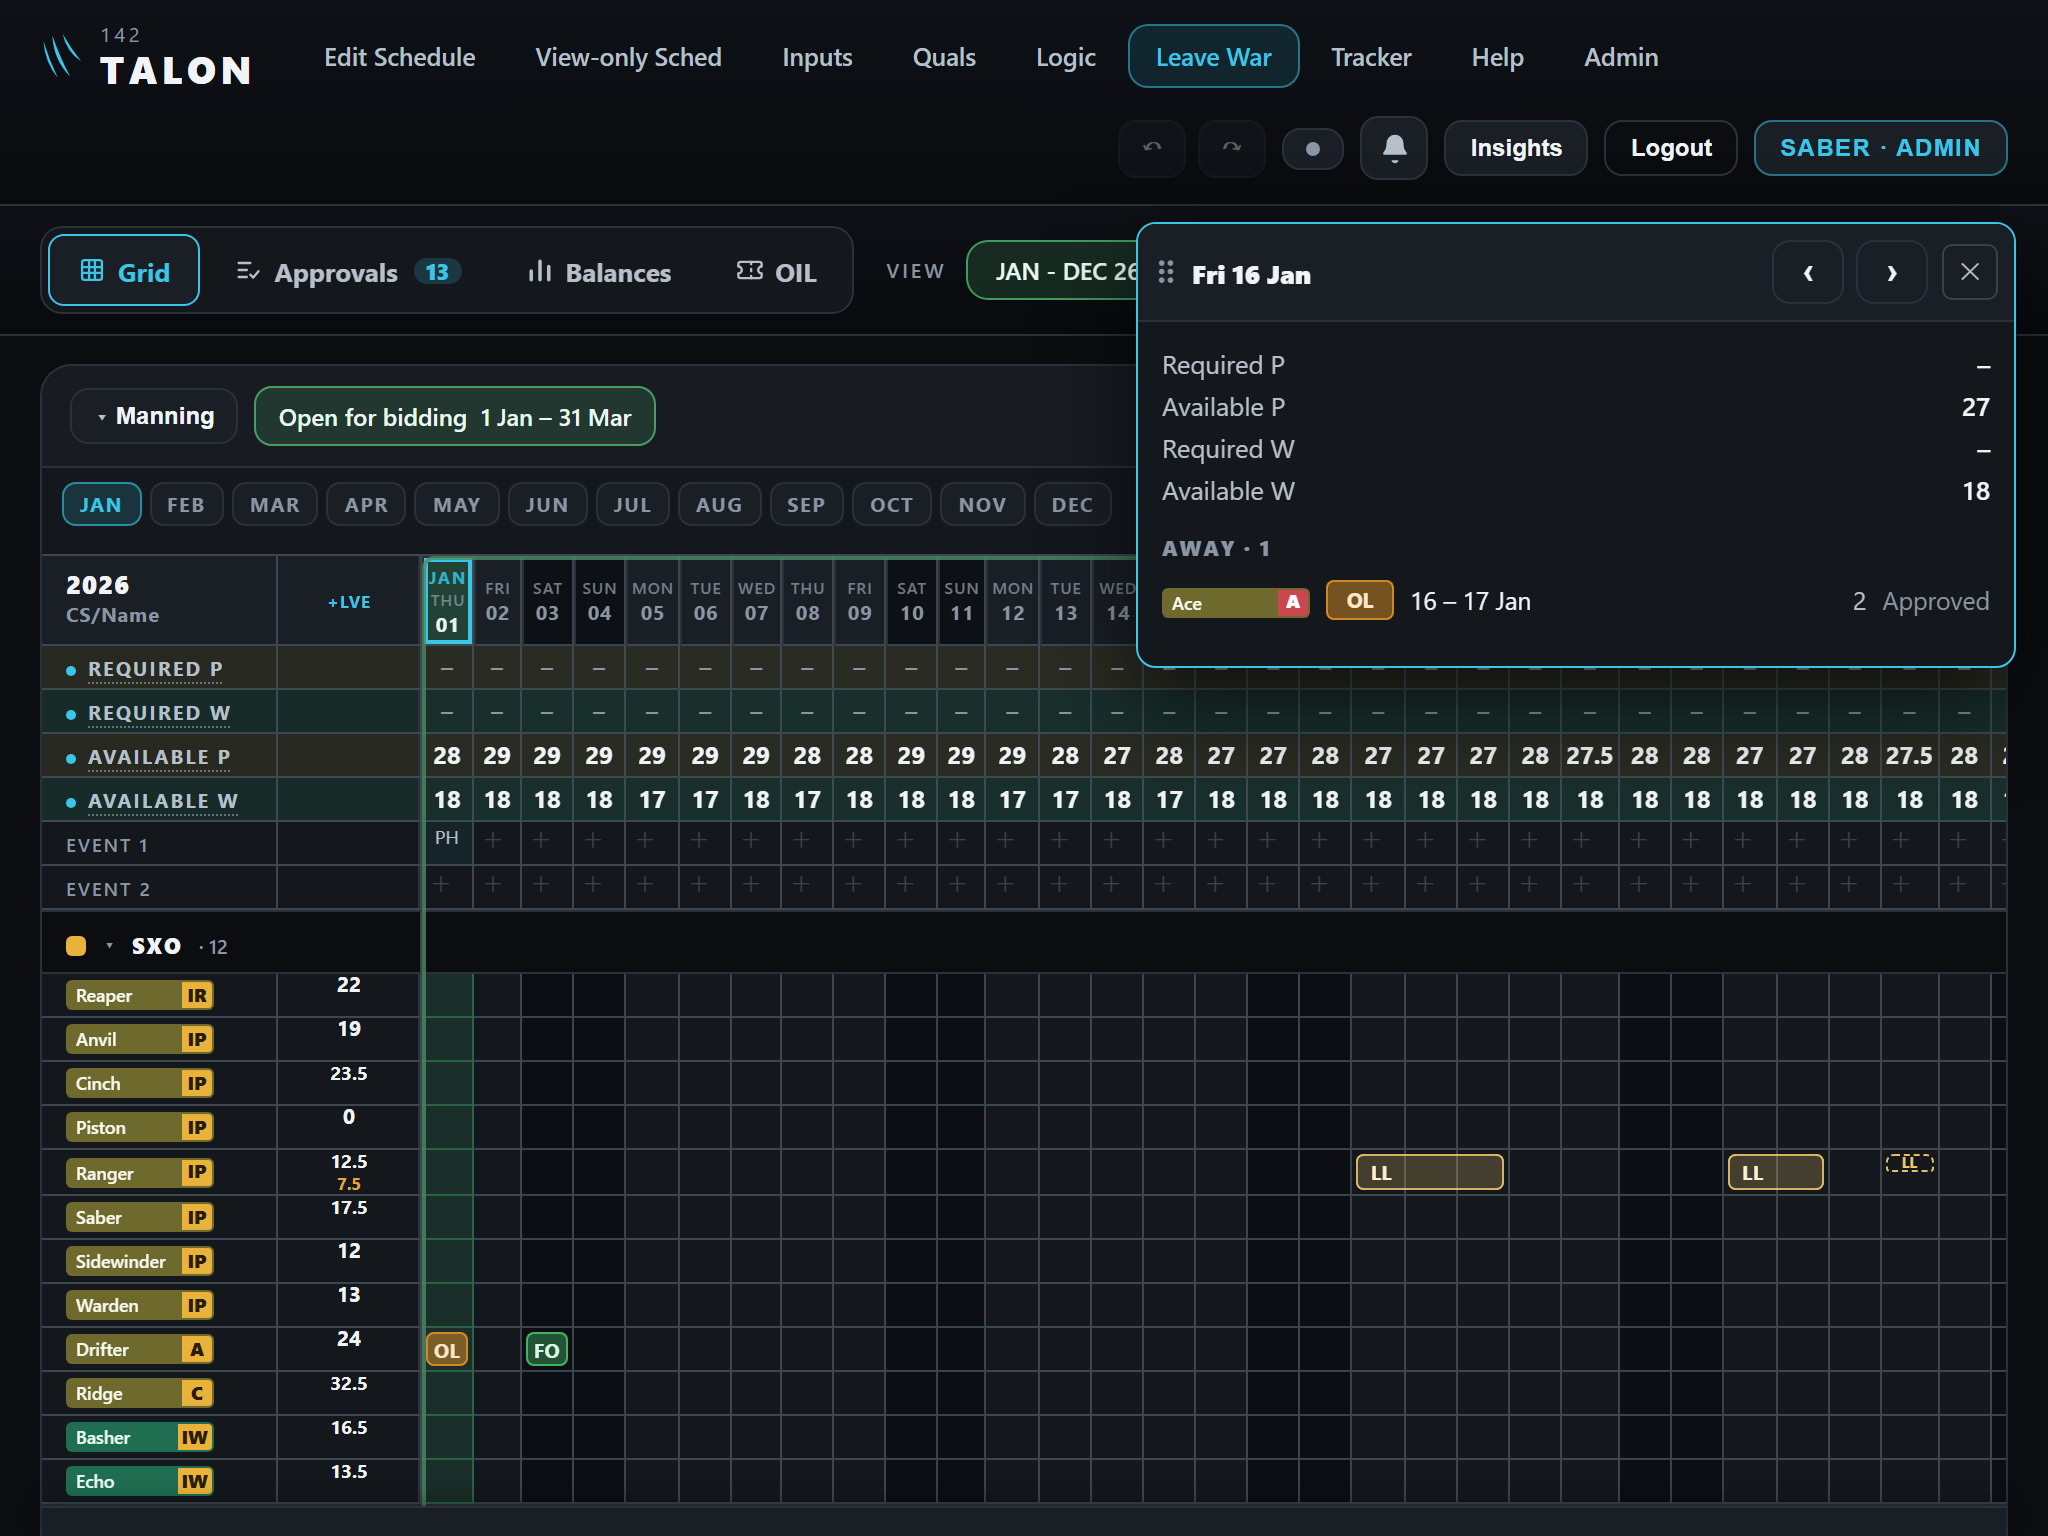 142
TALON
Edit Schedule View-only Sched Inputs Quals Logic Leave War Tracker Help Admin
Insights Logout SABER · ADMIN
Grid Approvals 13 Balances OIL VIEW JAN - DEC 26
Fri 16 Jan
Required P –
Available P 27
Required W –
Available W 18
AWAY · 1
Ace A OL 16 – 17 Jan 2 Approved
Manning Open for bidding 1 Jan – 31 Mar
JAN FEB MAR APR MAY JUN JUL AUG SEP OCT NOV DEC
2026
CS/Name
+LVE
JAN THU 01
FRI 02
SAT 03
SUN 04
MON 05
TUE 06
WED 07
THU 08
FRI 09
SAT 10
SUN 11
MON 12
TUE 13
WED 14
REQUIRED P – – – – – – – – – – – – – – – – – – – – – – – – – – – – – –
REQUIRED W – – – – – – – – – – – – – – – – – – – – – – – – – – – – – –
AVAILABLE P 28 29 29 29 29 29 29 28 28 29 29 29 28 27 28 27 27 28 27 27 27 28 27.5 28 28 27 27 28 27.5 28
AVAILABLE W 18 18 18 18 17 17 18 17 18 18 18 17 17 18 17 18 18 18 18 18 18 18 18 18 18 18 18 18 18 18
EVENT 1 PH + + + + + + + + + + + + + + + + + + + + + + + + + + + + +
EVENT 2 + + + + + + + + + + + + + + + + + + + + + + + + + + + + + +
SXO · 12
Reaper IR 22
Anvil IP 19
Cinch IP 23.5
Piston IP 0
Ranger IP 12.5 7.5 LL LL LL
Saber IP 17.5
Sidewinder IP 12
Warden IP 13
Drifter A 24 OL FO
Ridge C 32.5
Basher IW 16.5
Echo IW 13.5